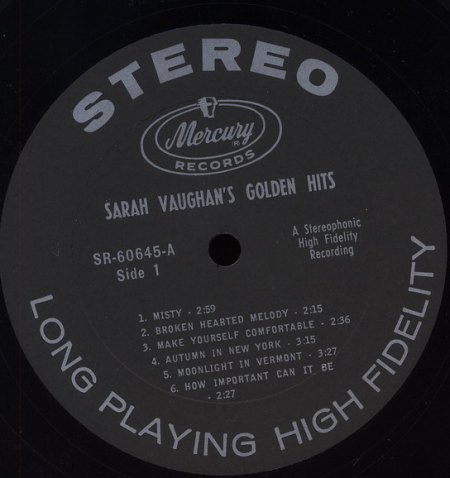 STEREO
Mercury
®
RECORDS
SARAH VAUGHAN'S GOLDEN HITS
SR-60645-A
Side 1
A Stereophonic
High Fidelity
Recording
1. MISTY - 2:59
2. BROKEN HEARTED MELODY - 2:15
3. MAKE YOURSELF COMFORTABLE - 2:36
4. AUTUMN IN NEW YORK - 3:15
5. MOONLIGHT IN VERMONT - 3:27
6. HOW IMPORTANT CAN IT BE
- 2:27
LONG PLAYING HIGH FIDELITY